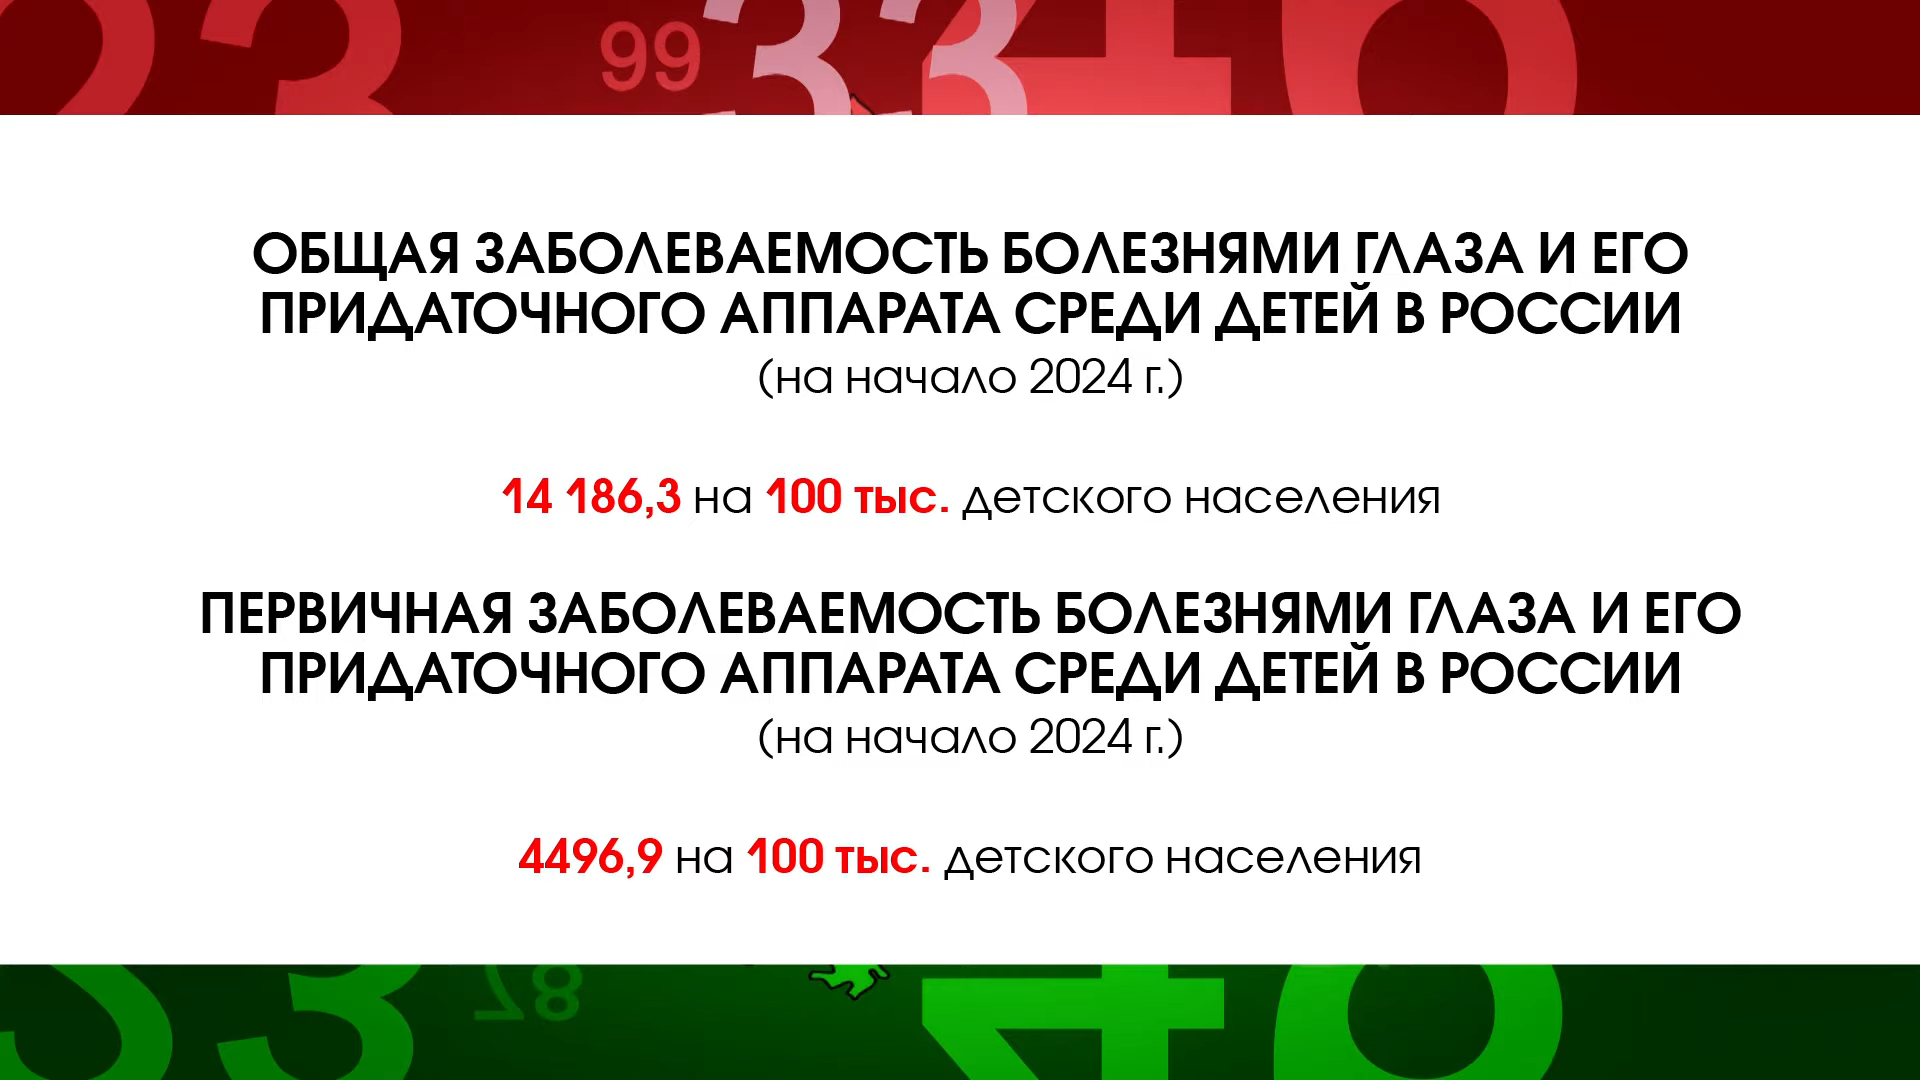 99 33
ОБЩАЯ ЗАБОЛЕВАЕМОСТЬ БОЛЕЗНЯМИ ГЛАЗА И ЕГО
ПРИДАТОЧНОГО АППАРАТА СРЕДИ ДЕТЕЙ В РОССИИ
(на начало 2024 г.)
14 186,3 на 100 тыс. детского населения
ПЕРВИЧНАЯ ЗАБОЛЕВАЕМОСТЬ БОЛЕЗНЯМИ ГЛАЗА И ЕГО
ПРИДАТОЧНОГО АППАРАТА СРЕДИ ДЕТЕЙ В РОССИИ
(на начало 2024 г.)
4496,9 на 100 тыс. детского населения